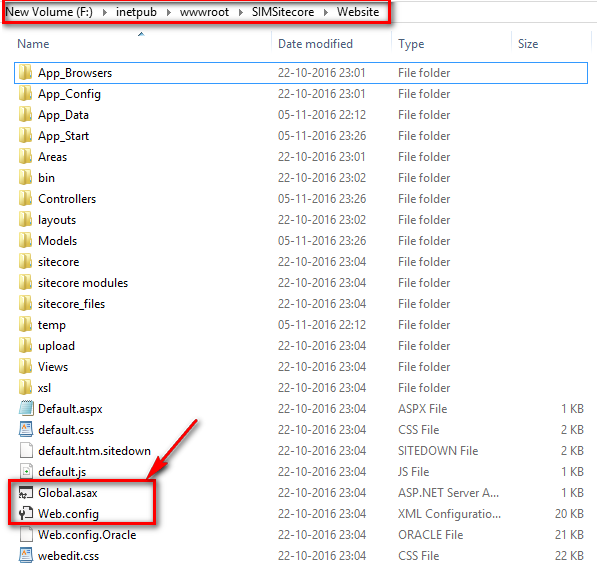 New Volume (F:) inetpub wwwroot SIMSitecore Website
Name Date modified Type Size
App_Browsers 22-10-2016 23:01 File folder
App_Config 22-10-2016 23:01 File folder
App_Data 05-11-2016 22:12 File folder
App_Start 05-11-2016 23:26 File folder
Areas 22-10-2016 23:01 File folder
bin 22-10-2016 23:02 File folder
Controllers 05-11-2016 23:26 File folder
layouts 22-10-2016 23:02 File folder
Models 05-11-2016 23:26 File folder
sitecore 22-10-2016 23:04 File folder
sitecore modules 22-10-2016 23:04 File folder
sitecore_files 22-10-2016 23:04 File folder
temp 05-11-2016 22:12 File folder
upload 22-10-2016 23:04 File folder
Views 22-10-2016 23:04 File folder
xsl 22-10-2016 23:04 File folder
Default.aspx 22-10-2016 23:04 ASPX File 1 KB
default.css 22-10-2016 23:04 CSS File 2 KB
default.htm.sitedown 22-10-2016 23:04 SITEDOWN File 2 KB
default.js 22-10-2016 23:04 JS File 1 KB
Global.asax 22-10-2016 23:04 ASP.NET Server A... 1 KB
Web.config 22-10-2016 23:04 XML Configuratio... 20 KB
Web.config.Oracle 22-10-2016 23:04 ORACLE File 21 KB
webedit.css 22-10-2016 23:04 CSS File 22 KB